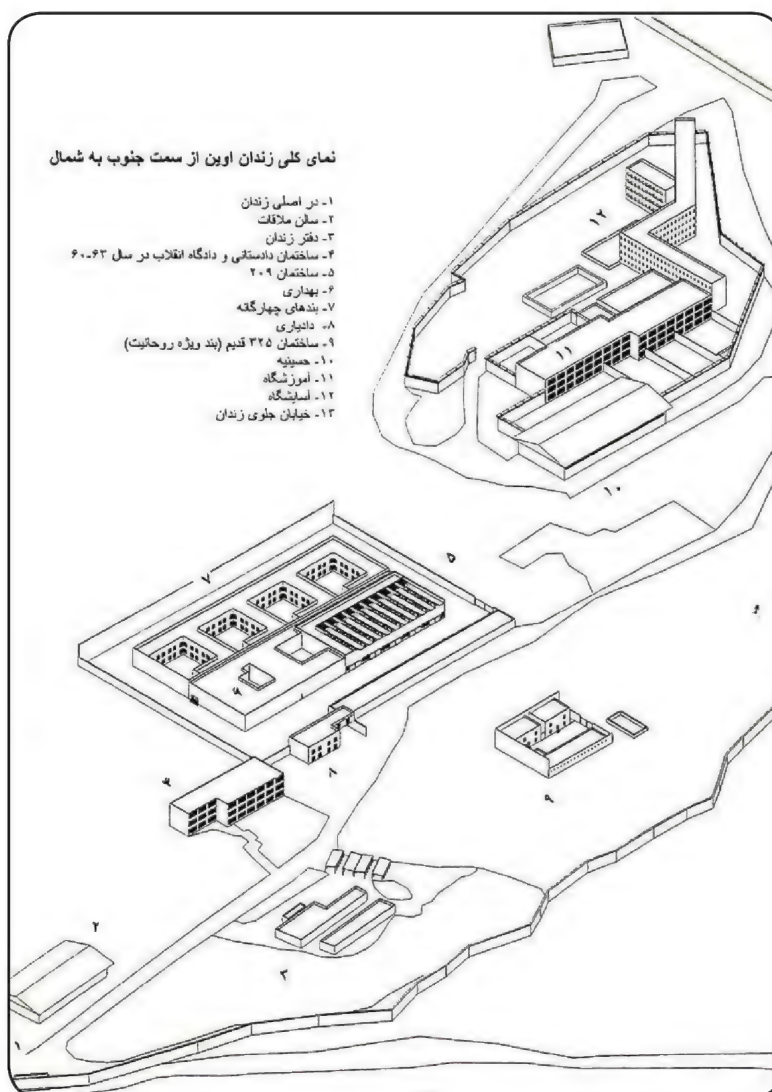 نمای کلی زندان اوین از سمت جنوب به شمال
۱- در اصلی زندان
۲- سالن ملاقات
۳- دفتر زندان
۴- ساختمان دادستانی و دادگاه انقلاب در سال ۶۳-۶۰
۵- ساختمان ۲۰۹
۶- بهداری
۷- بندهای چهارگانه
۸- دادیاری
۹- ساختمان ۳۲۵ قدیم (بند ویژه روحانیت)
۱۰- حسینیه
۱۱- آموزشگاه
۱۲- آسایشگاه
۱۳- خیابان جلوی زندان
۱۲
۱۱
۱۰
۵
۷
۸
۹
۲
۳
۱